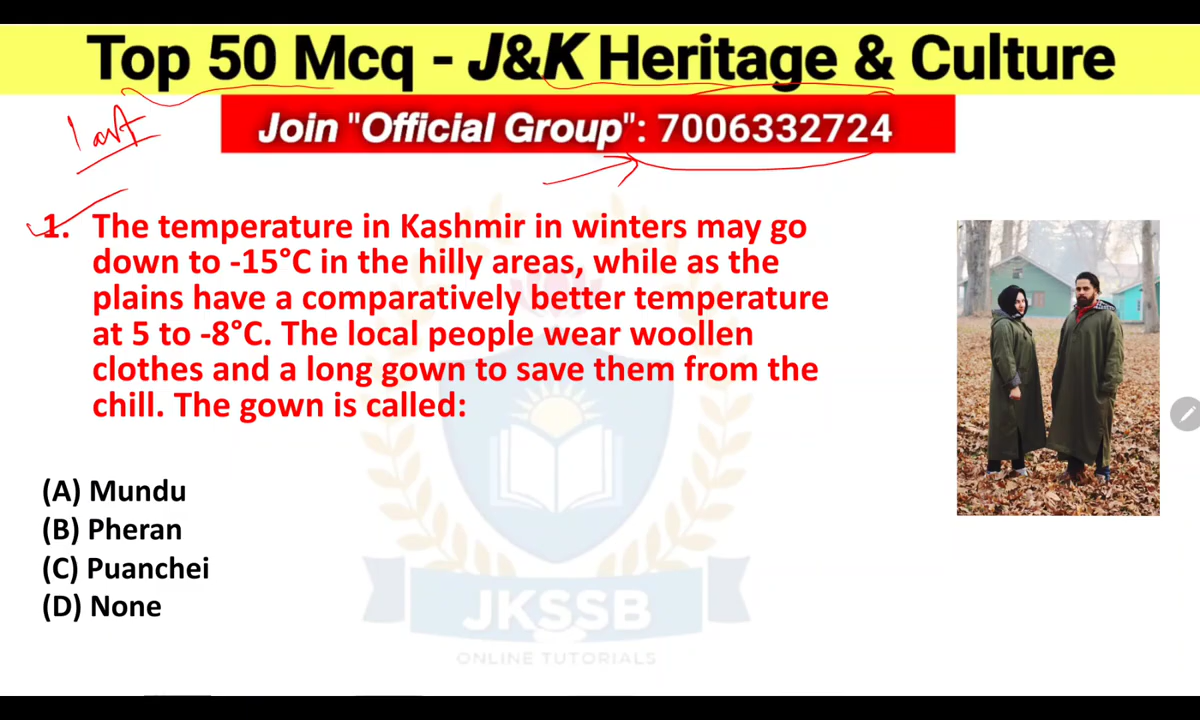 Top 50 Mcq - J&K Heritage & Culture
last
Join "Official Group": 7006332724
1. The temperature in Kashmir in winters may go
down to -15°C in the hilly areas, while as the
plains have a comparatively better temperature
at 5 to -8°C. The local people wear woollen
clothes and a long gown to save them from the
chill. The gown is called:
(A) Mundu
(B) Pheran
(C) Puanchei
(D) None
JKSSB
ONLINE TUTORIALS